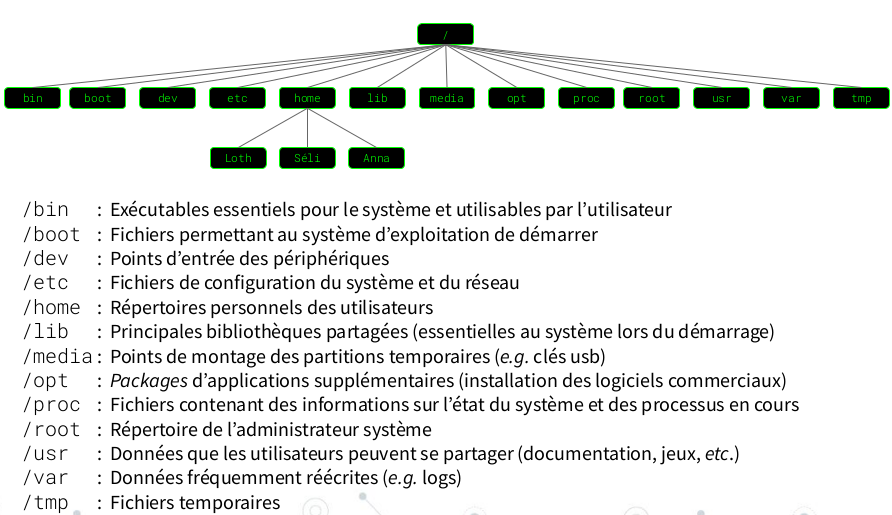 /
bin boot dev etc home lib media opt proc root usr var tmp
Loth Séli Anna
/bin : Exécutables essentiels pour le système et utilisables par l'utilisateur
/boot : Fichiers permettant au système d'exploitation de démarrer
/dev : Points d'entrée des périphériques
/etc : Fichiers de configuration du système et du réseau
/home : Répertoires personnels des utilisateurs
/lib : Principales bibliothèques partagées (essentielles au système lors du démarrage)
/media : Points de montage des partitions temporaires (e.g. clés usb)
/opt : Packages d'applications supplémentaires (installation des logiciels commerciaux)
/proc : Fichiers contenant des informations sur l'état du système et des processus en cours
/root : Répertoire de l'administrateur système
/usr : Données que les utilisateurs peuvent se partager (documentation, jeux, etc.)
/var : Données fréquemment réécrites (e.g. logs)
/tmp : Fichiers temporaires